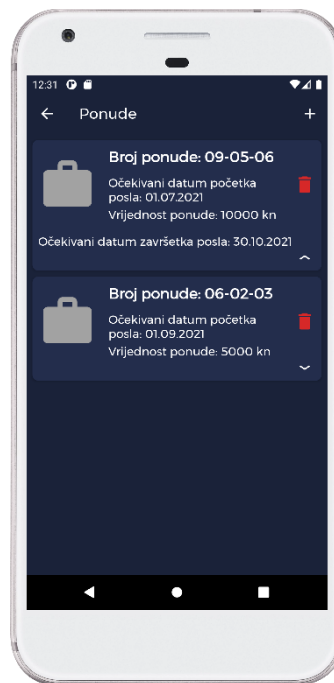 12:31
Ponude
Broj ponude: 09-05-06
Očekivani datum početka
posla: 01.07.2021
Vrijednost ponude: 10000 kn
Očekivani datum završetka posla: 30.10.2021
Broj ponude: 06-02-03
Očekivani datum početka
posla: 01.09.2021
Vrijednost ponude: 5000 kn